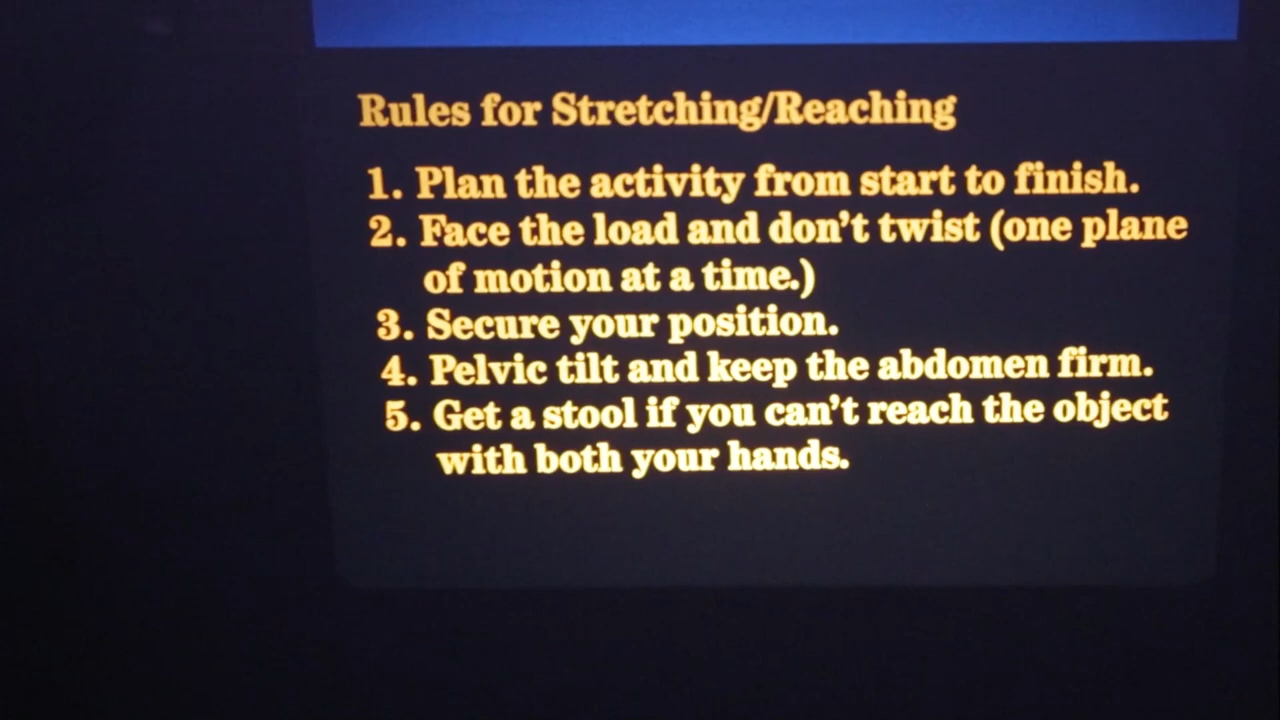 Rules for Stretching/Reaching
1. Plan the activity from start to finish.
2. Face the load and don't twist (one plane
of motion at a time.)
3. Secure your position.
4. Pelvic tilt and keep the abdomen firm.
5. Get a stool if you can't reach the object
with both your hands.